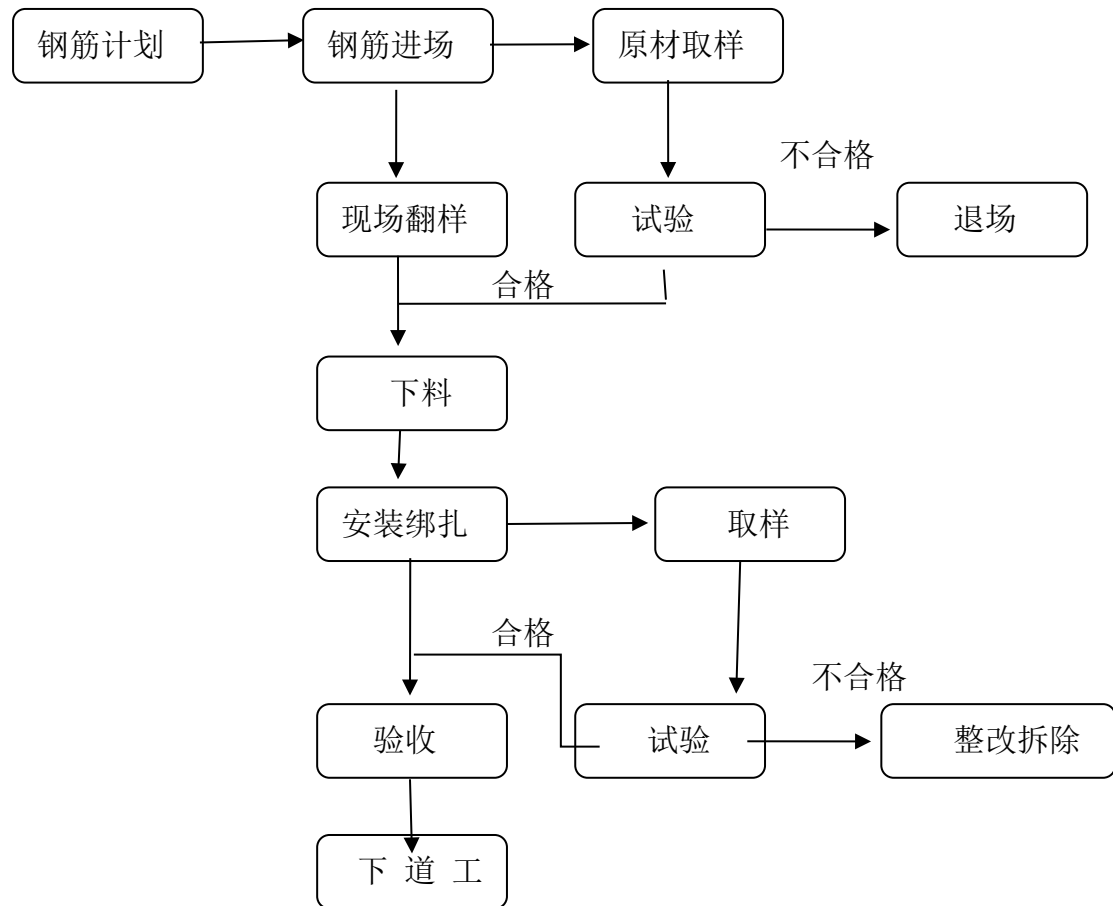 钢筋计划
钢筋进场
原材取样
不合格
现场翻样
试验
退场
合格
下料
安装绑扎
取样
合格
不合格
验收
试验
整改拆除
下 道 工